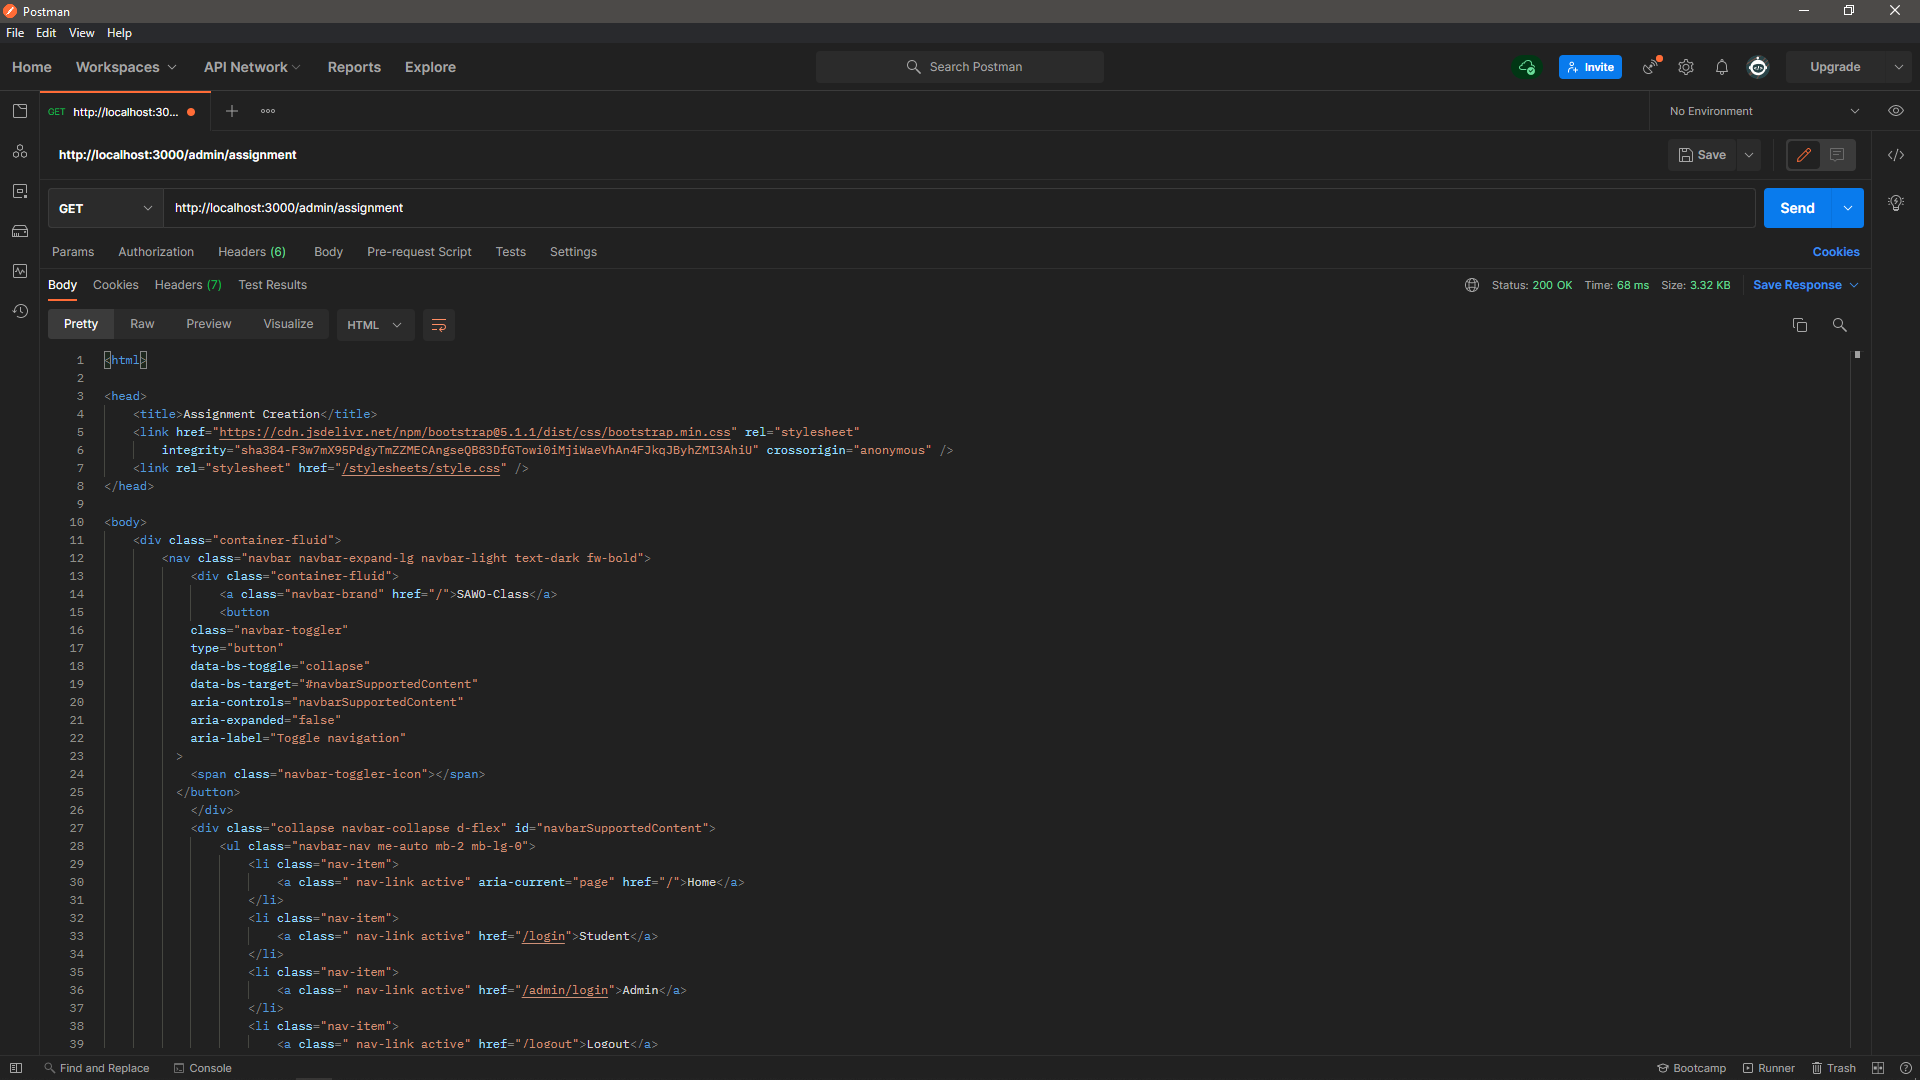 Postman
File Edit View Help
Home Workspaces API Network Reports Explore Search Postman Invite Upgrade
GET http://localhost:30... No Environment
http://localhost:3000/admin/assignment Save
GET http://localhost:3000/admin/assignment Send
Params Authorization Headers (6) Body Pre-request Script Tests Settings Cookies
Body Cookies Headers (7) Test Results Status: 200 OK Time: 68 ms Size: 3.32 KB Save Response
Pretty Raw Preview Visualize HTML
1 <html>
2
3 <head>
4 <title>Assignment Creation</title>
5 <link href="https://cdn.jsdelivr.net/npm/bootstrap@5.1.1/dist/css/bootstrap.min.css" rel="stylesheet"
6 integrity="sha384-F3w7mX95PdgyTmZZMECAngseQB83DfGTowi0iMjiWaeVhAn4FJkqJByhZMI3AhiU" crossorigin="anonymous" />
7 <link rel="stylesheet" href="/stylesheets/style.css" />
8 </head>
9
10 <body>
11 <div class="container-fluid">
12 <nav class="navbar navbar-expand-lg navbar-light text-dark fw-bold">
13 <div class="container-fluid">
14 <a class="navbar-brand" href="/">SAWO-Class</a>
15 <button
16 class="navbar-toggler"
17 type="button"
18 data-bs-toggle="collapse"
19 data-bs-target="#navbarSupportedContent"
20 aria-controls="navbarSupportedContent"
21 aria-expanded="false"
22 aria-label="Toggle navigation"
23 >
24 <span class="navbar-toggler-icon"></span>
25 </button>
26 </div>
27 <div class="collapse navbar-collapse d-flex" id="navbarSupportedContent">
28 <ul class="navbar-nav me-auto mb-2 mb-lg-0">
29 <li class="nav-item">
30 <a class=" nav-link active" aria-current="page" href="/">Home</a>
31 </li>
32 <li class="nav-item">
33 <a class=" nav-link active" href="/login">Student</a>
34 </li>
35 <li class="nav-item">
36 <a class=" nav-link active" href="/admin/login">Admin</a>
37 </li>
38 <li class="nav-item">
39 <a class=" nav-link active" href="/logout">Logout</a>
Find and Replace Console Bootcamp Runner Trash